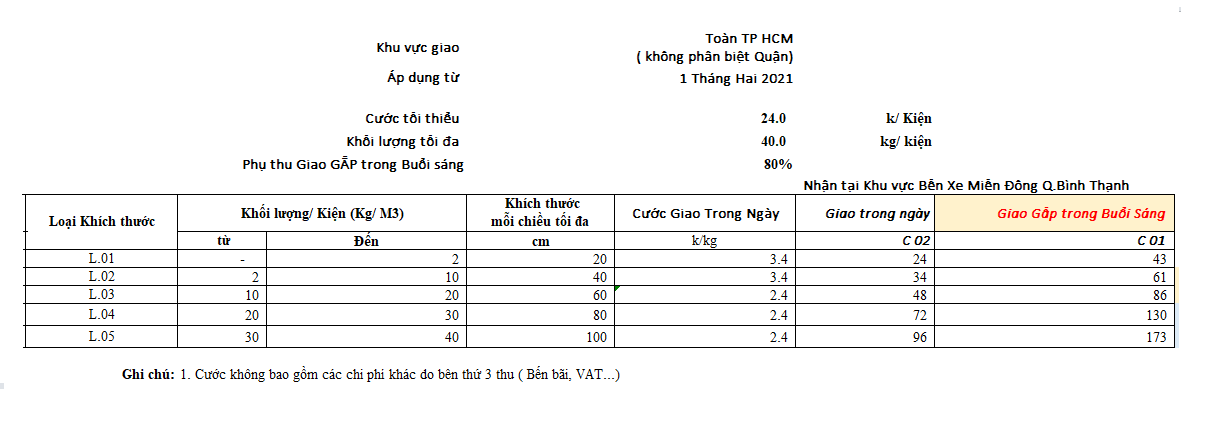 Khu vực giao Toàn TP HCM
( không phân biệt Quận)
Áp dụng từ 1 Tháng Hai 2021
Cước tối thiểu 24.0 k/ Kiện
Khối lượng tối đa 40.0 kg/ kiện
Phụ thu Giao GẤP trong Buổi sáng 80%
Nhận tại Khu vực Bến Xe Miền Đông Q.Bình Thạnh
Loại Khích thước Khối lượng/ Kiện (Kg/ M3) Khích thước mỗi chiều tối đa Cước Giao Trong Ngày Giao trong ngày Giao Gấp trong Buổi Sáng
từ Đến cm k/kg C 02 C 01
L.01 - 2 20 3.4 24 43
L.02 2 10 40 3.4 34 61
L.03 10 20 60 2.4 48 86
L.04 20 30 80 2.4 72 130
L.05 30 40 100 2.4 96 173
Ghi chú: 1. Cước không bao gồm các chi phí khác do bên thứ 3 thu ( Bến bãi, VAT...)